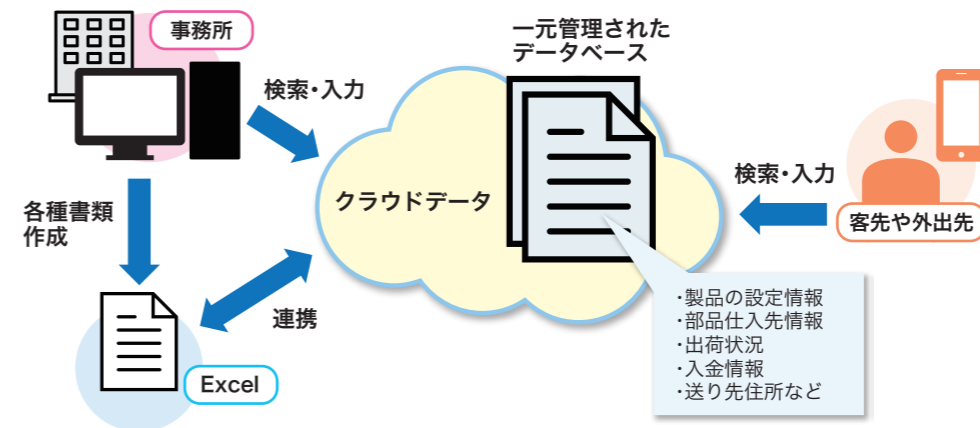 事務所
検索・入力
一元管理された
データベース
クラウドデータ
検索・入力
客先や外出先
各種書類
作成
連携
Excel
・製品の設定情報
・部品仕入先情報
・出荷状況
・入金情報
・送り先住所など